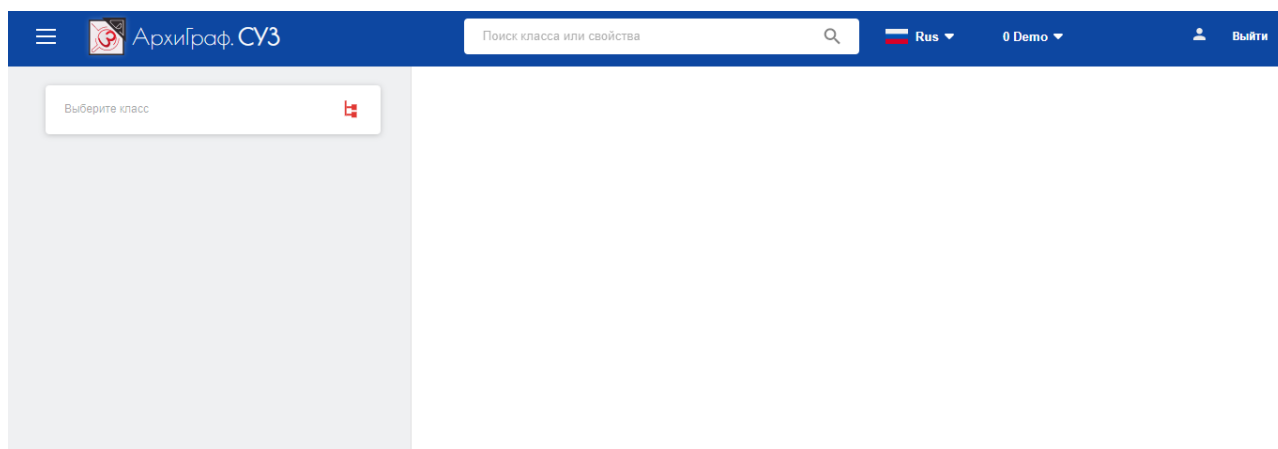 АрхиГраф.СУЗ
Поиск класса или свойства
Rus
0 Demo
Выйти
Выберите класс